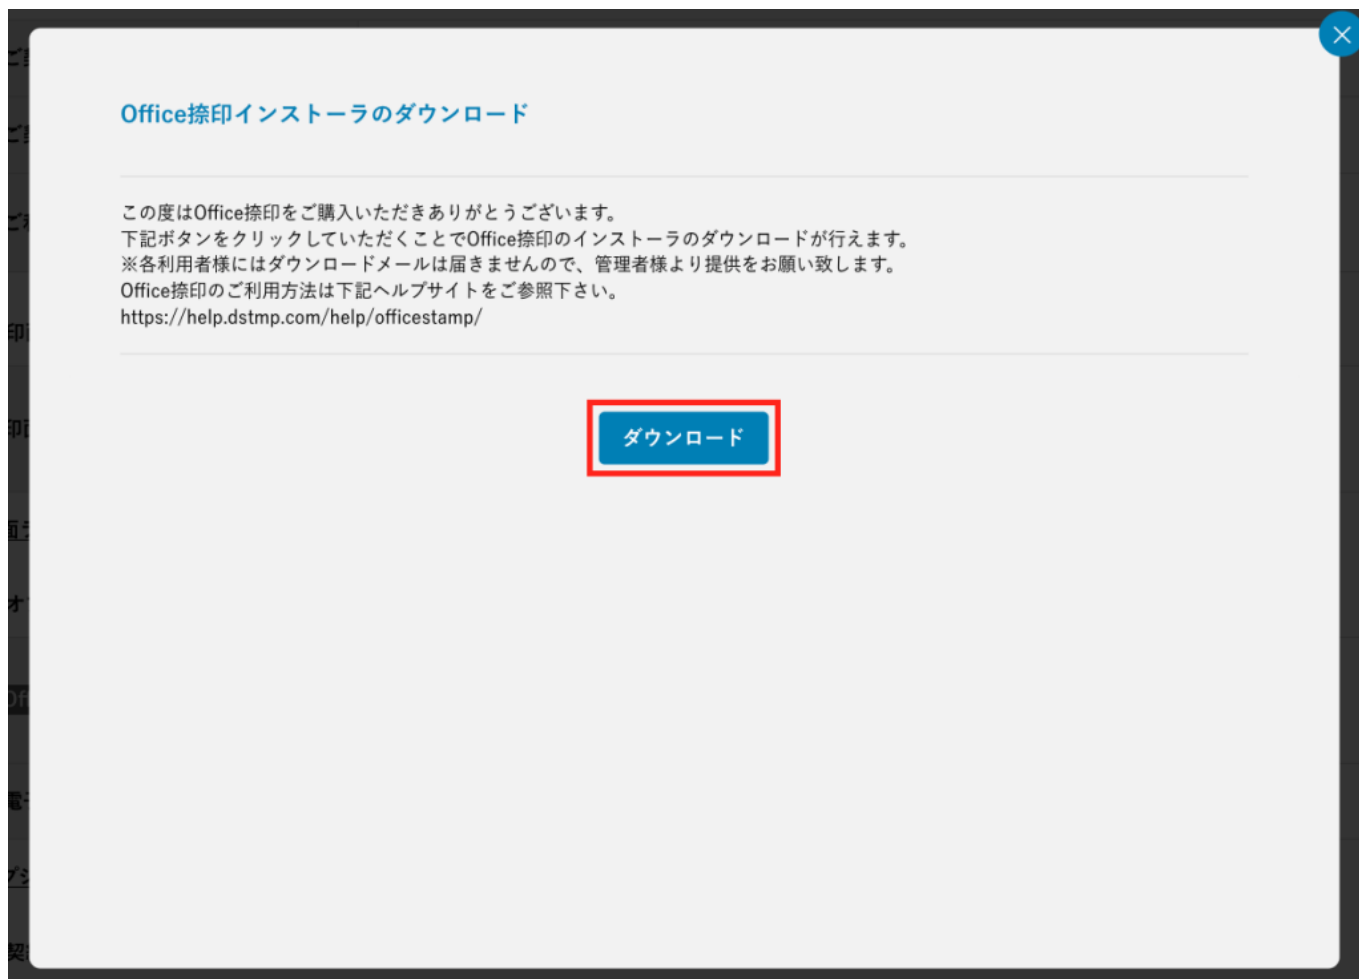 Office捺印インストーラのダウンロード
この度はOffice捺印をご購入いただきありがとうございます。
下記ボタンをクリックしていただくことでOffice捺印のインストーラのダウンロードが行えます。
※各利用者様にはダウンロードメールは届きませんので、管理者様より提供をお願い致します。
Office捺印のご利用方法は下記ヘルプサイトをご参照下さい。
https://help.dstmp.com/help/officestamp/
ダウンロード